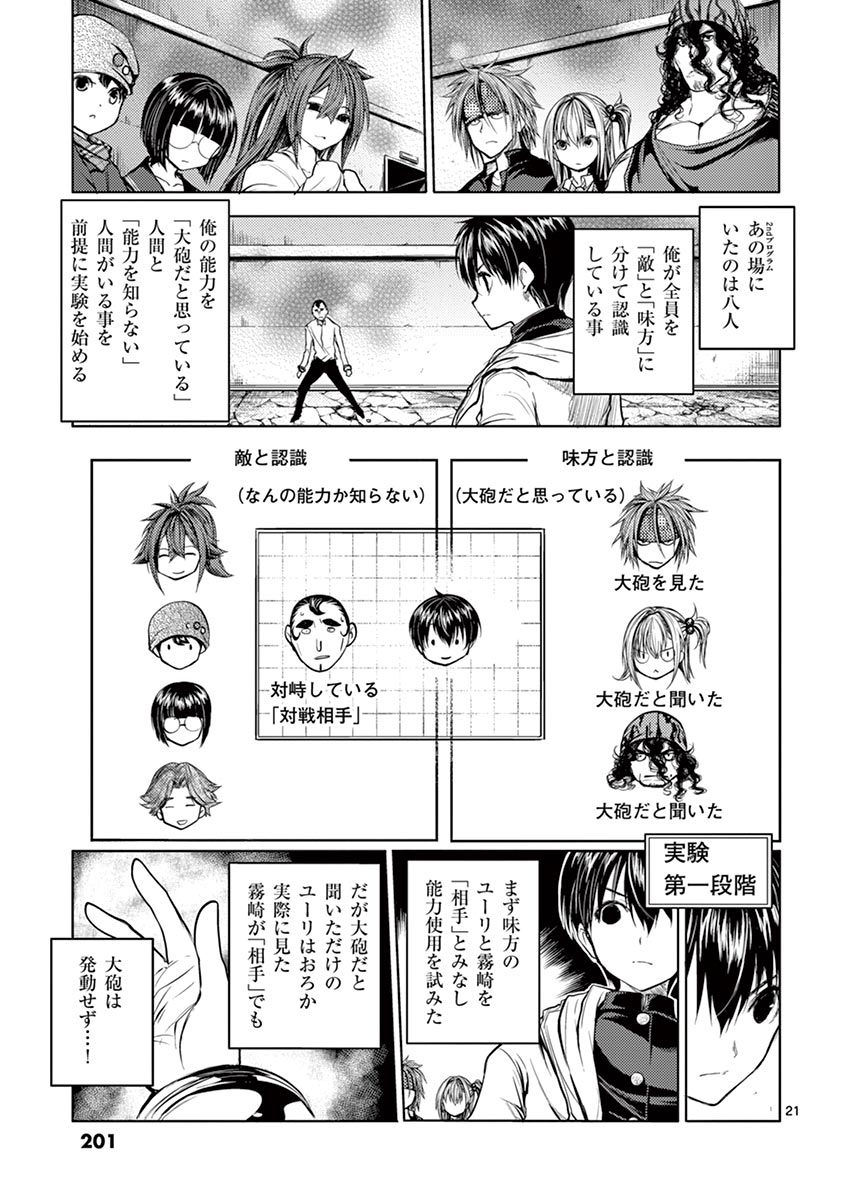 あの場に
2ndプログラム
いたのは八人
俺が全員を
「敵」と「味方」に
分けて認識
している事
俺の能力を
「大砲だと思っている」
人間と
「能力を知らない」
人間がいる事を
前提に実験を始める
味方と認識
(大砲だと思っている)
大砲を見た
大砲だと聞いた
大砲だと聞いた
敵と認識
(なんの能力か知らない)
対峙している
「対戦相手」
実験
第一段階
まず味方の
ユーリと霧崎を
「相手」とみなし
能力使用を試みた
だが大砲だと
聞いただけの
ユーリはおろか
実際に見た
霧崎が「相手」でも
大砲は
発動せず…!
21
201